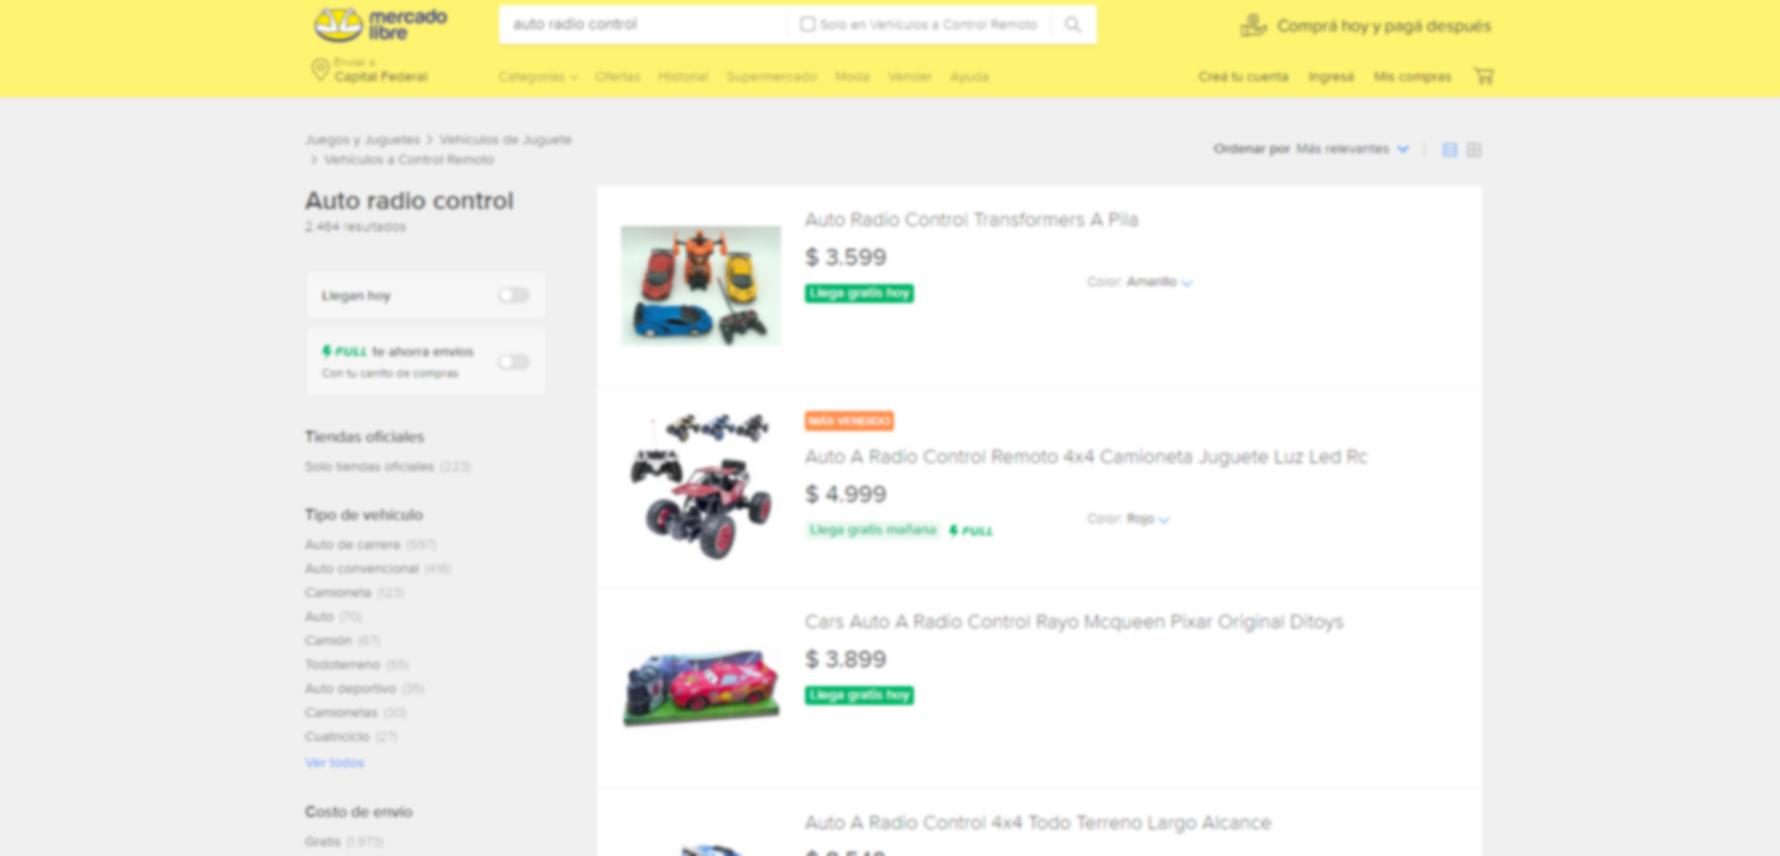 mercado
libre
auto radio control
Solo en Vehículos a Control Remoto
Comprá hoy y pagá después
Enviar a
Capital Federal
Categorías
Ofertas
Historial
Supermercado
Moda
Vender
Ayuda
Creá tu cuenta
Ingresá
Mis compras
Juegos y Juguetes > Vehículos de Juguete
> Vehículos a Control Remoto
Ordenar por Más relevantes
Auto radio control
2.464 resultados
Llegan hoy
FULL te ahorra envíos
Con tu carrito de compras
Tiendas oficiales
Solo tiendas oficiales (223)
Tipo de vehículo
Auto de carrera (597)
Auto convencional (416)
Camioneta (123)
Auto (70)
Camión (67)
Todoterreno (55)
Auto deportivo (35)
Camionetas (30)
Cuatriciclo (27)
Ver todos
Costo de envío
Gratis (1.973)
Auto Radio Control Transformers A Pila
$ 3.599
Llega gratis hoy
Color: Amarillo
MÁS VENDIDO
Auto A Radio Control Remoto 4x4 Camioneta Juguete Luz Led Rc
$ 4.999
Llega gratis mañana FULL
Color: Rojo
Cars Auto A Radio Control Rayo Mcqueen Pixar Original Ditoys
$ 3.899
Llega gratis hoy
Auto A Radio Control 4x4 Todo Terreno Largo Alcance